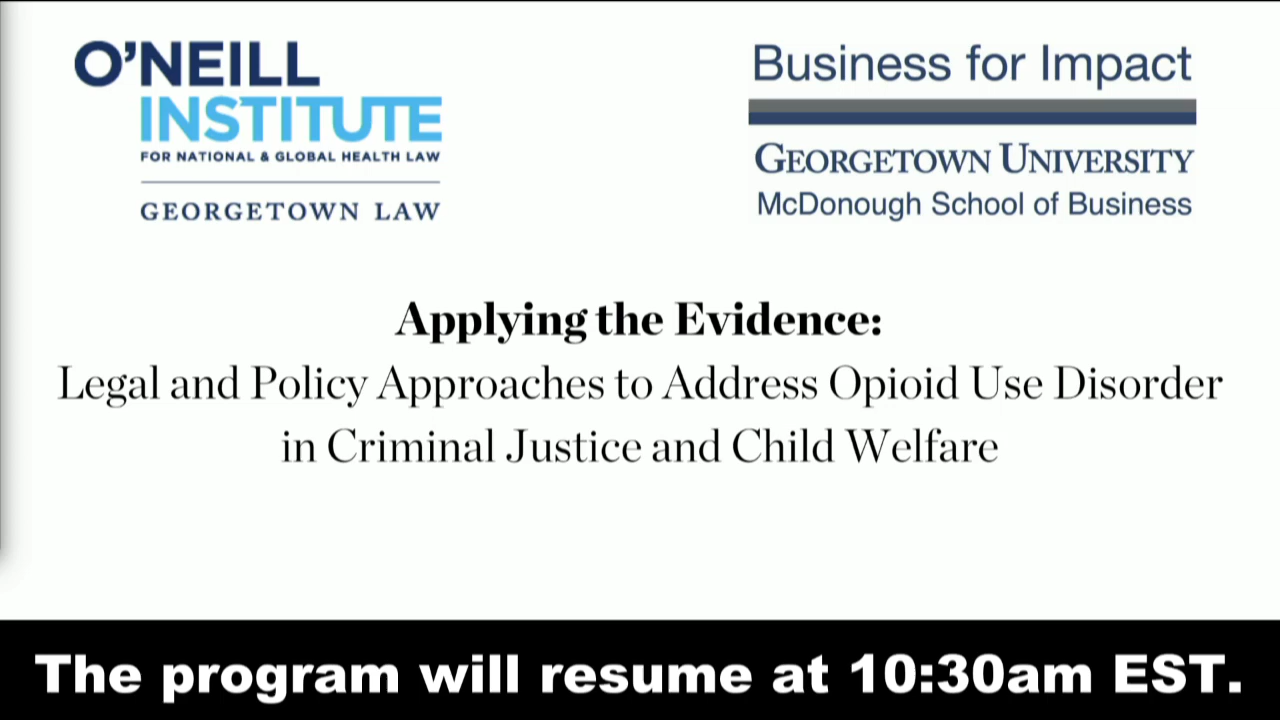 O'NEILL
INSTITUTE
FOR NATIONAL & GLOBAL HEALTH LAW
GEORGETOWN LAW
Business for Impact
GEORGETOWN UNIVERSITY
McDonough School of Business
Applying the Evidence:
Legal and Policy Approaches to Address Opioid Use Disorder
in Criminal Justice and Child Welfare
The program will resume at 10:30am EST.